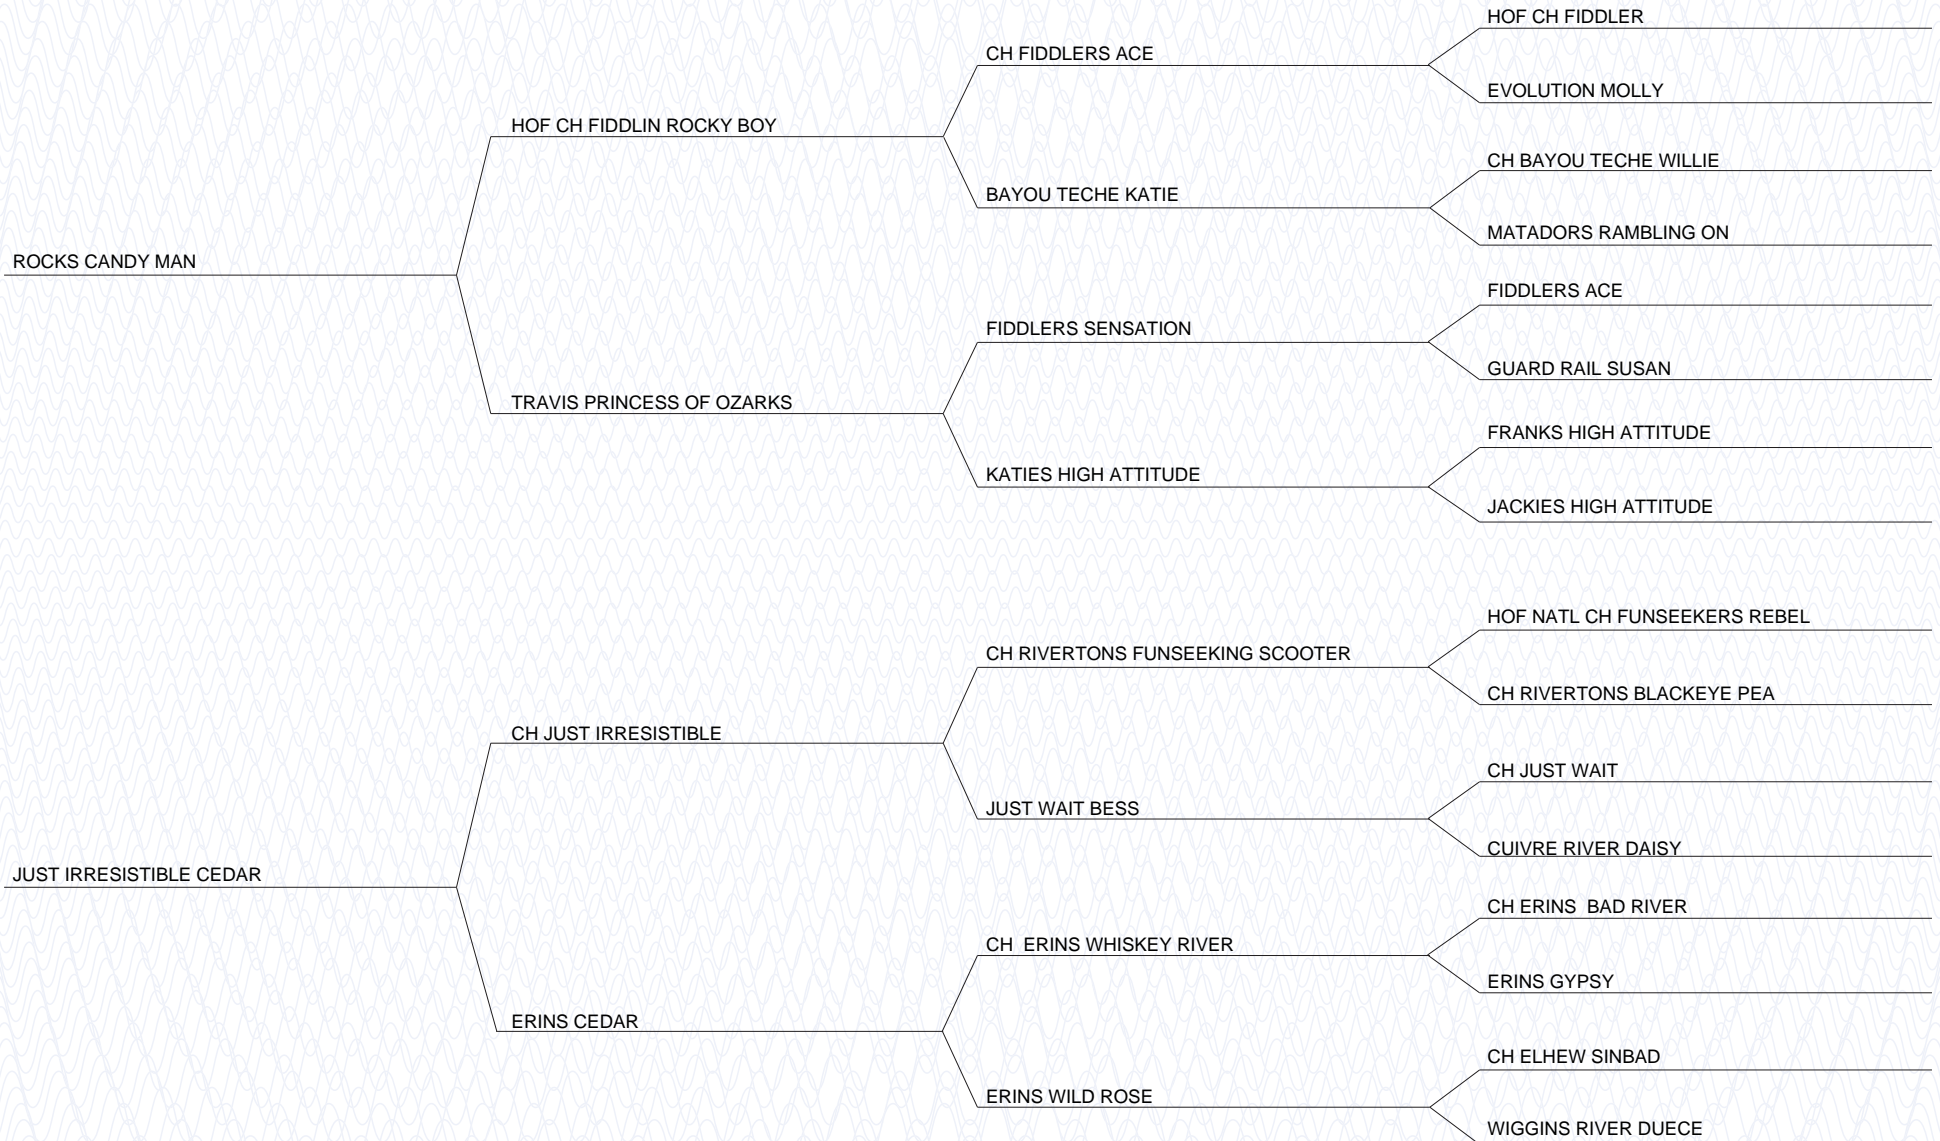 HOF CH FIDDLER
CH FIDDLERS ACE
EVOLUTION MOLLY
HOF CH FIDDLIN ROCKY BOY
CH BAYOU TECHE WILLIE
BAYOU TECHE KATIE
MATADORS RAMBLING ON
ROCKS CANDY MAN
FIDDLERS ACE
FIDDLERS SENSATION
GUARD RAIL SUSAN
TRAVIS PRINCESS OF OZARKS
FRANKS HIGH ATTITUDE
KATIES HIGH ATTITUDE
JACKIES HIGH ATTITUDE
HOF NATL CH FUNSEEKERS REBEL
CH RIVERTONS FUNSEEKING SCOOTER
CH RIVERTONS BLACKEYE PEA
CH JUST IRRESISTIBLE
CH JUST WAIT
JUST WAIT BESS
CUIVRE RIVER DAISY
JUST IRRESISTIBLE CEDAR
CH ERINS  BAD RIVER
CH  ERINS WHISKEY RIVER
ERINS GYPSY
ERINS CEDAR
CH ELHEW SINBAD
ERINS WILD ROSE
WIGGINS RIVER DUECE